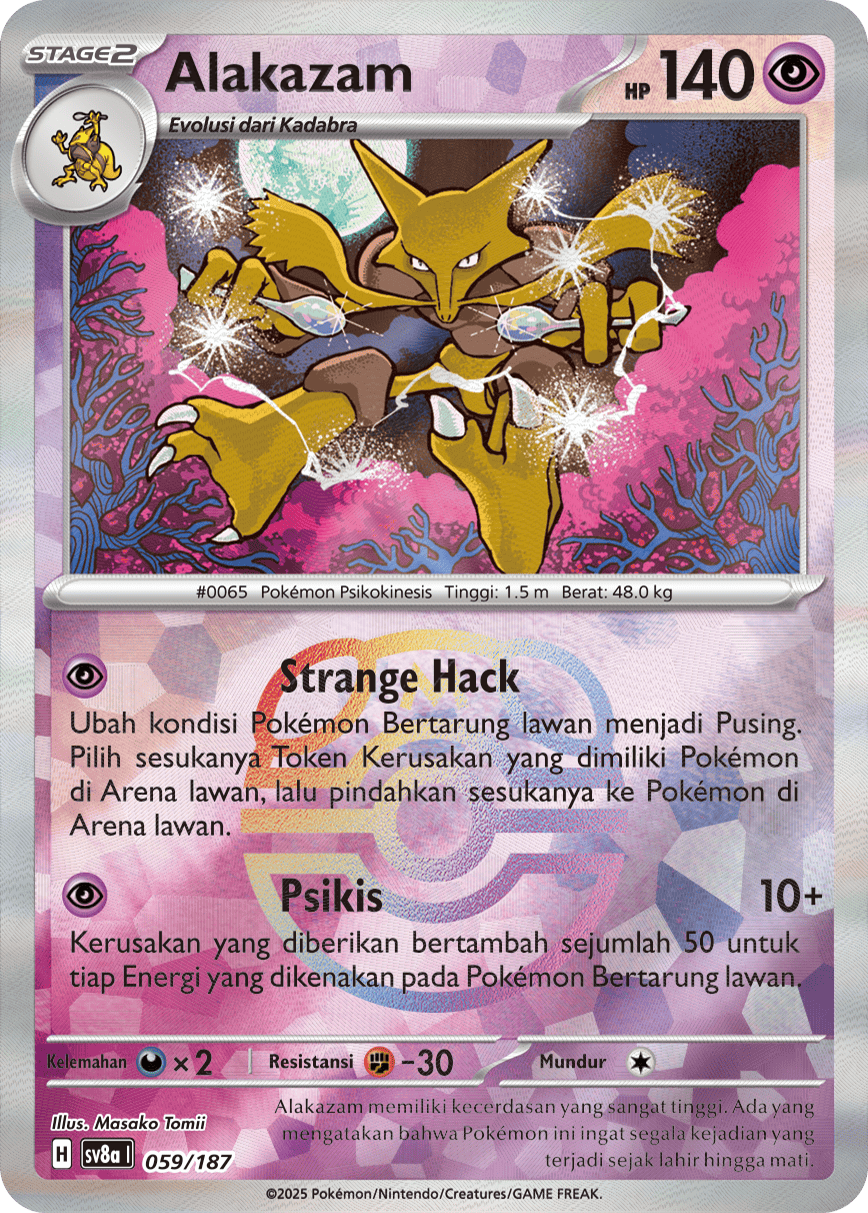 STAGE2
Alakazam
HP 140
Evolusi dari Kadabra
#0065 Pokémon Psikokinesis Tinggi: 1.5 m Berat: 48.0 kg
Strange Hack
Ubah kondisi Pokémon Bertarung lawan menjadi Pusing.
Pilih sesukanya Token Kerusakan yang dimiliki Pokémon
di Arena lawan, lalu pindahkan sesukanya ke Pokémon di
Arena lawan.
Psikis 10+
Kerusakan yang diberikan bertambah sejumlah 50 untuk
tiap Energi yang dikenakan pada Pokémon Bertarung lawan.
Kelemahan ×2 Resistansi -30 Mundur
Illus. Masako Tomii
Alakazam memiliki kecerdasan yang sangat tinggi. Ada yang
mengatakan bahwa Pokémon ini ingat segala kejadian yang
terjadi sejak lahir hingga mati.
H sv8a I 059/187
©2025 Pokémon/Nintendo/Creatures/GAME FREAK.